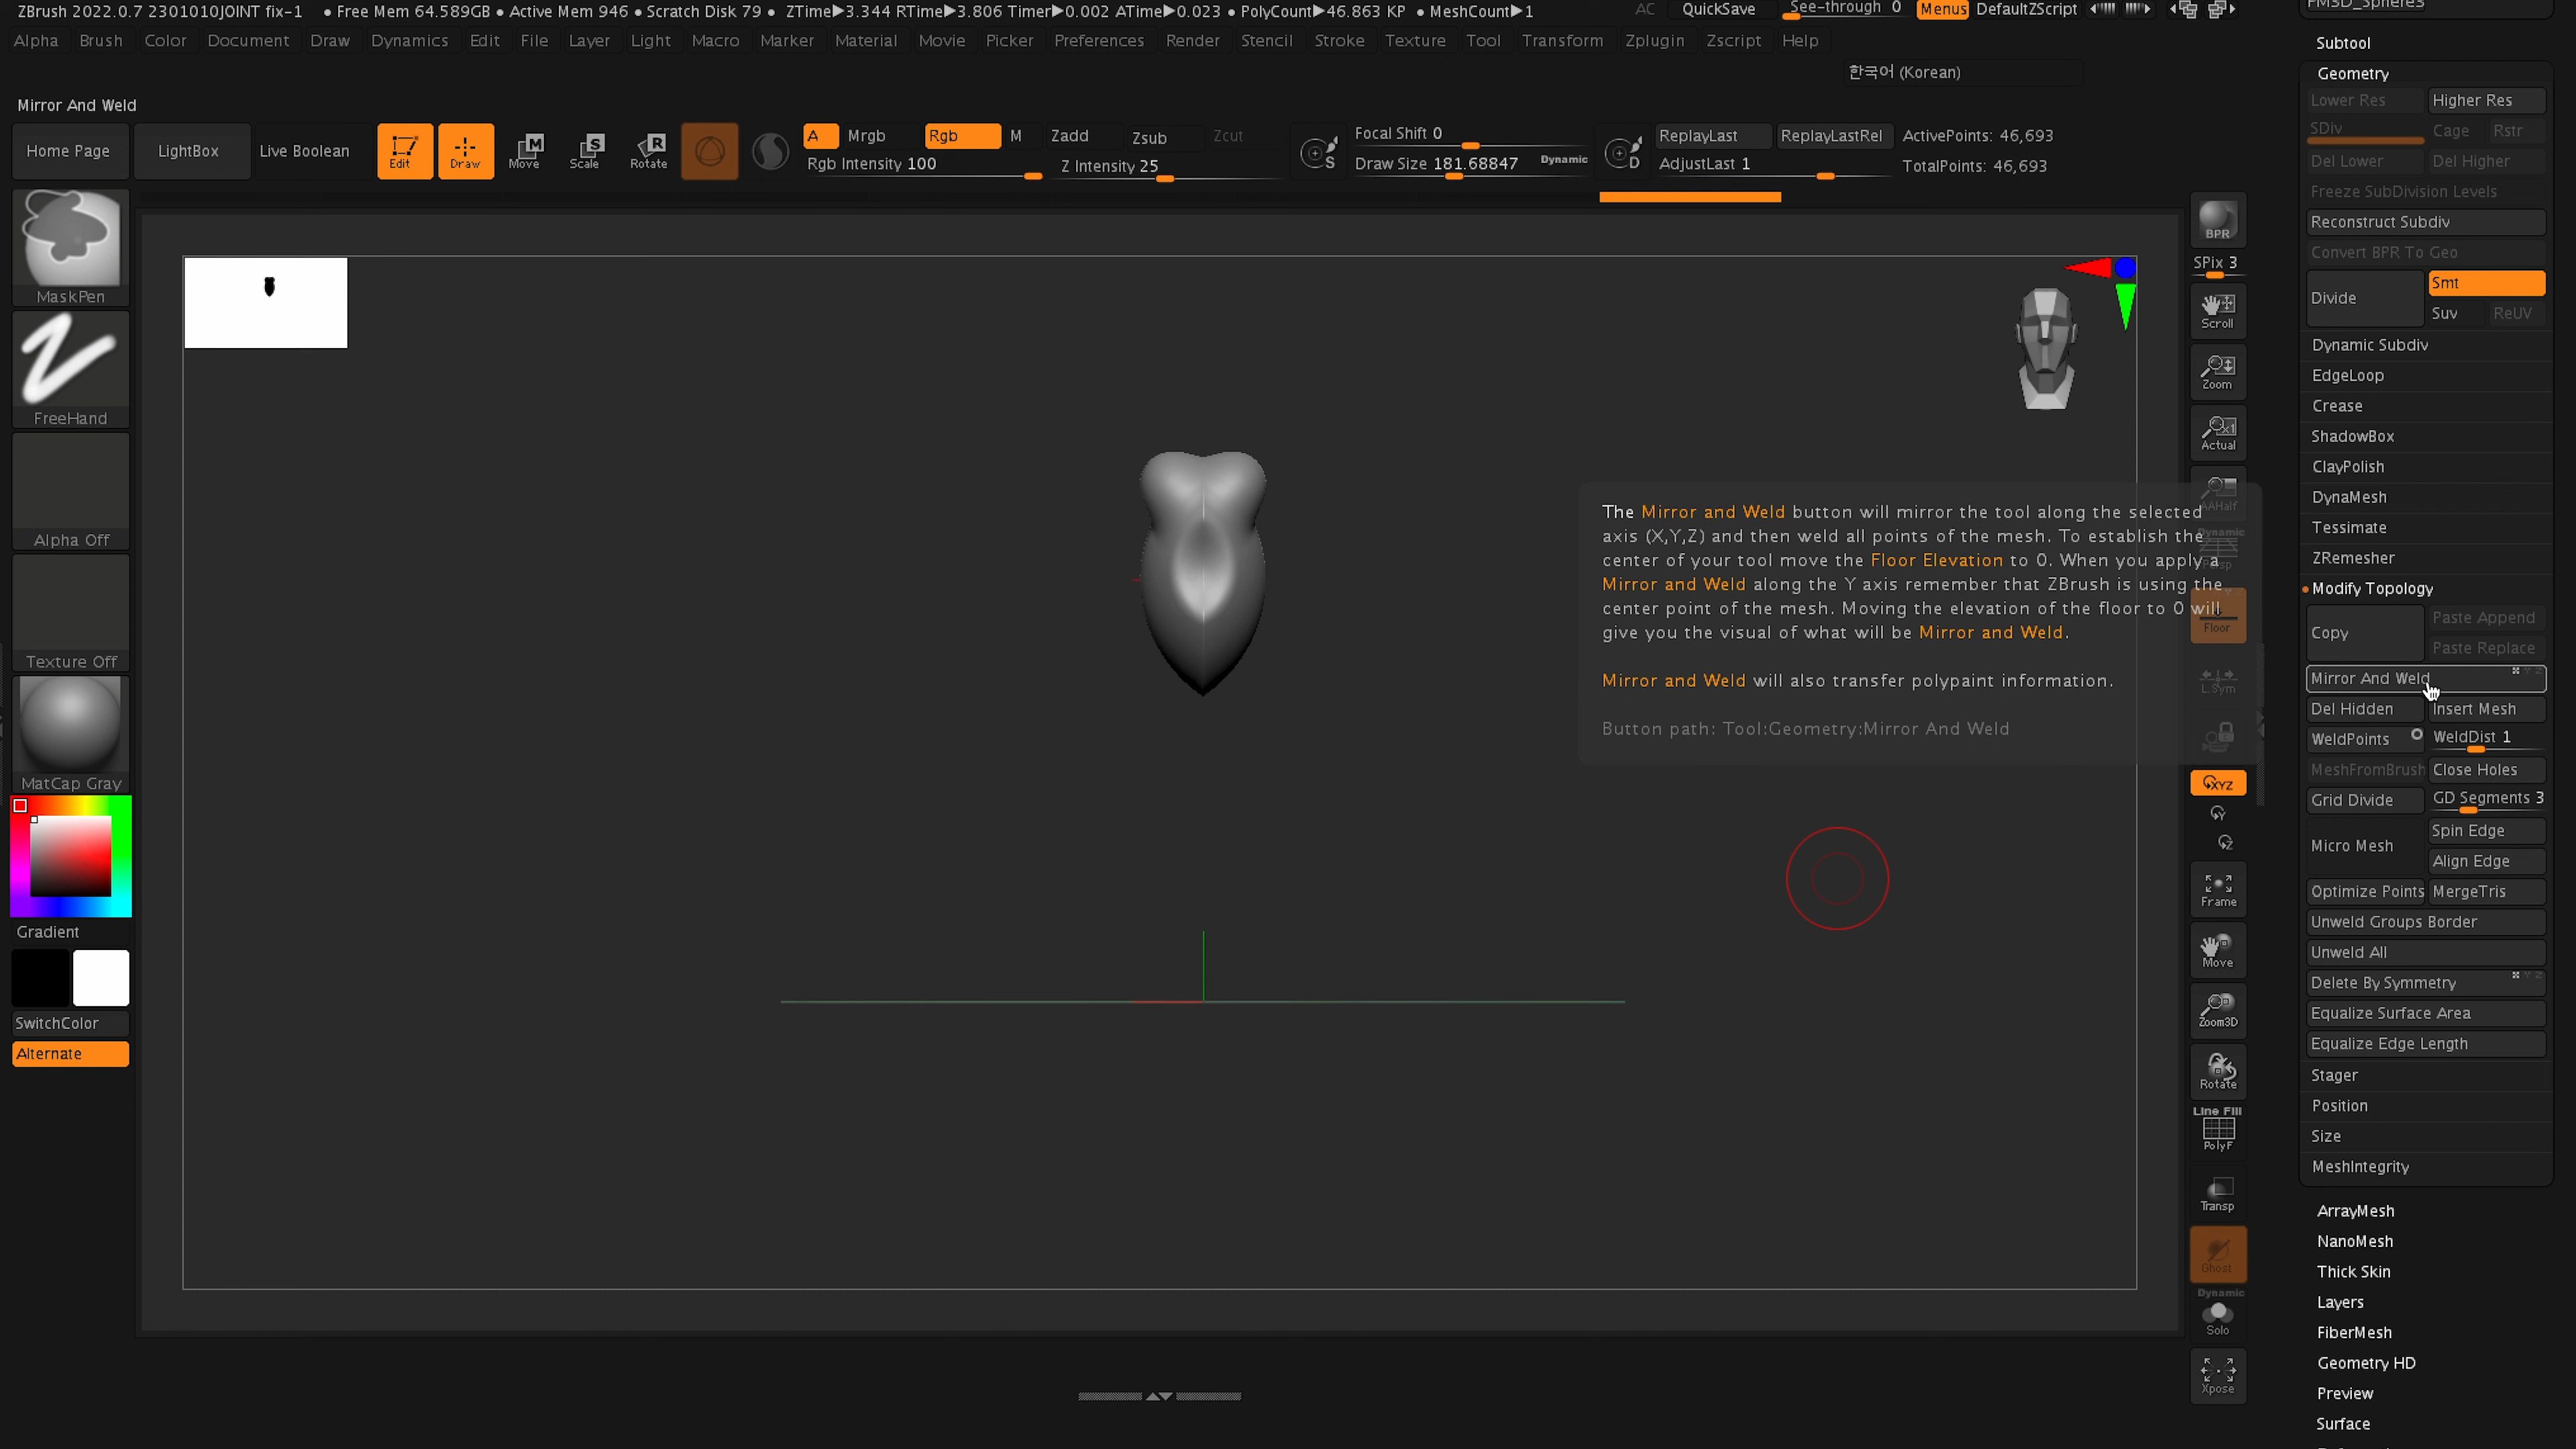 ZBrush 2022.0.7 2301010JOINT fix-1 • Free Mem 64.589GB • Active Mem 946 • Scratch Disk 79 • ZTime▶3.344 RTime▶3.806 Timer▶0.002 ATime▶0.023 • PolyCount▶46.863 KP • MeshCount▶1 AC QuickSave See-through 0 Menus DefaultZScript
Alpha Brush Color Document Draw Dynamics Edit File Layer Light Macro Marker Material Movie Picker Preferences Render Stencil Stroke Texture Tool Transform Zplugin Zscript Help
한국어 (Korean)
Mirror And Weld
Home Page LightBox Live Boolean Edit Draw Move Scale Rotate
A Mrgb Rgb M Zadd Zsub Zcut
Rgb Intensity 100 Z Intensity 25
Focal Shift 0
Draw Size 181.68847 Dynamic
ReplayLast ReplayLastRel ActivePoints: 46,693
AdjustLast 1 TotalPoints: 46,693
MaskPen
FreeHand
Alpha Off
Texture Off
MatCap Gray
Gradient
SwitchColor
Alternate
The Mirror and Weld button will mirror the tool along the selected
axis (X,Y,Z) and then weld all points of the mesh. To establish the
center of your tool move the Floor Elevation to 0. When you apply a
Mirror and Weld along the Y axis remember that ZBrush is using the
center point of the mesh. Moving the elevation of the floor to 0 will
give you the visual of what will be Mirror and Weld.
Mirror and Weld will also transfer polypaint information.
Button path: Tool:Geometry:Mirror And Weld
BPR
SPix 3
Scroll
Zoom
Actual
AAHalf
Dynamic
Persp
Floor
L.Sym
XYZ
Y
Z
Frame
Move
Zoom3D
Rotate
Line Fill
PolyF
Transp
Ghost
Dynamic
Solo
Xpose
PM3D_Sphere3
Subtool
Geometry
Lower Res Higher Res
SDiv Cage Rstr
Del Lower Del Higher
Freeze SubDivision Levels
Reconstruct Subdiv
Convert BPR To Geo
Divide Smt
Suv ReUV
Dynamic Subdiv
EdgeLoop
Crease
ShadowBox
ClayPolish
DynaMesh
Tessimate
ZRemesher
Modify Topology
Copy Paste Append
Paste Replace
Mirror And Weld
Del Hidden Insert Mesh
WeldPoints WeldDist 1
MeshFromBrush Close Holes
Grid Divide GD Segments 3
Micro Mesh Spin Edge
Align Edge
Optimize Points MergeTris
Unweld Groups Border
Unweld All
Delete By Symmetry
Equalize Surface Area
Equalize Edge Length
Stager
Position
Size
MeshIntegrity
ArrayMesh
NanoMesh
Thick Skin
Layers
FiberMesh
Geometry HD
Preview
Surface